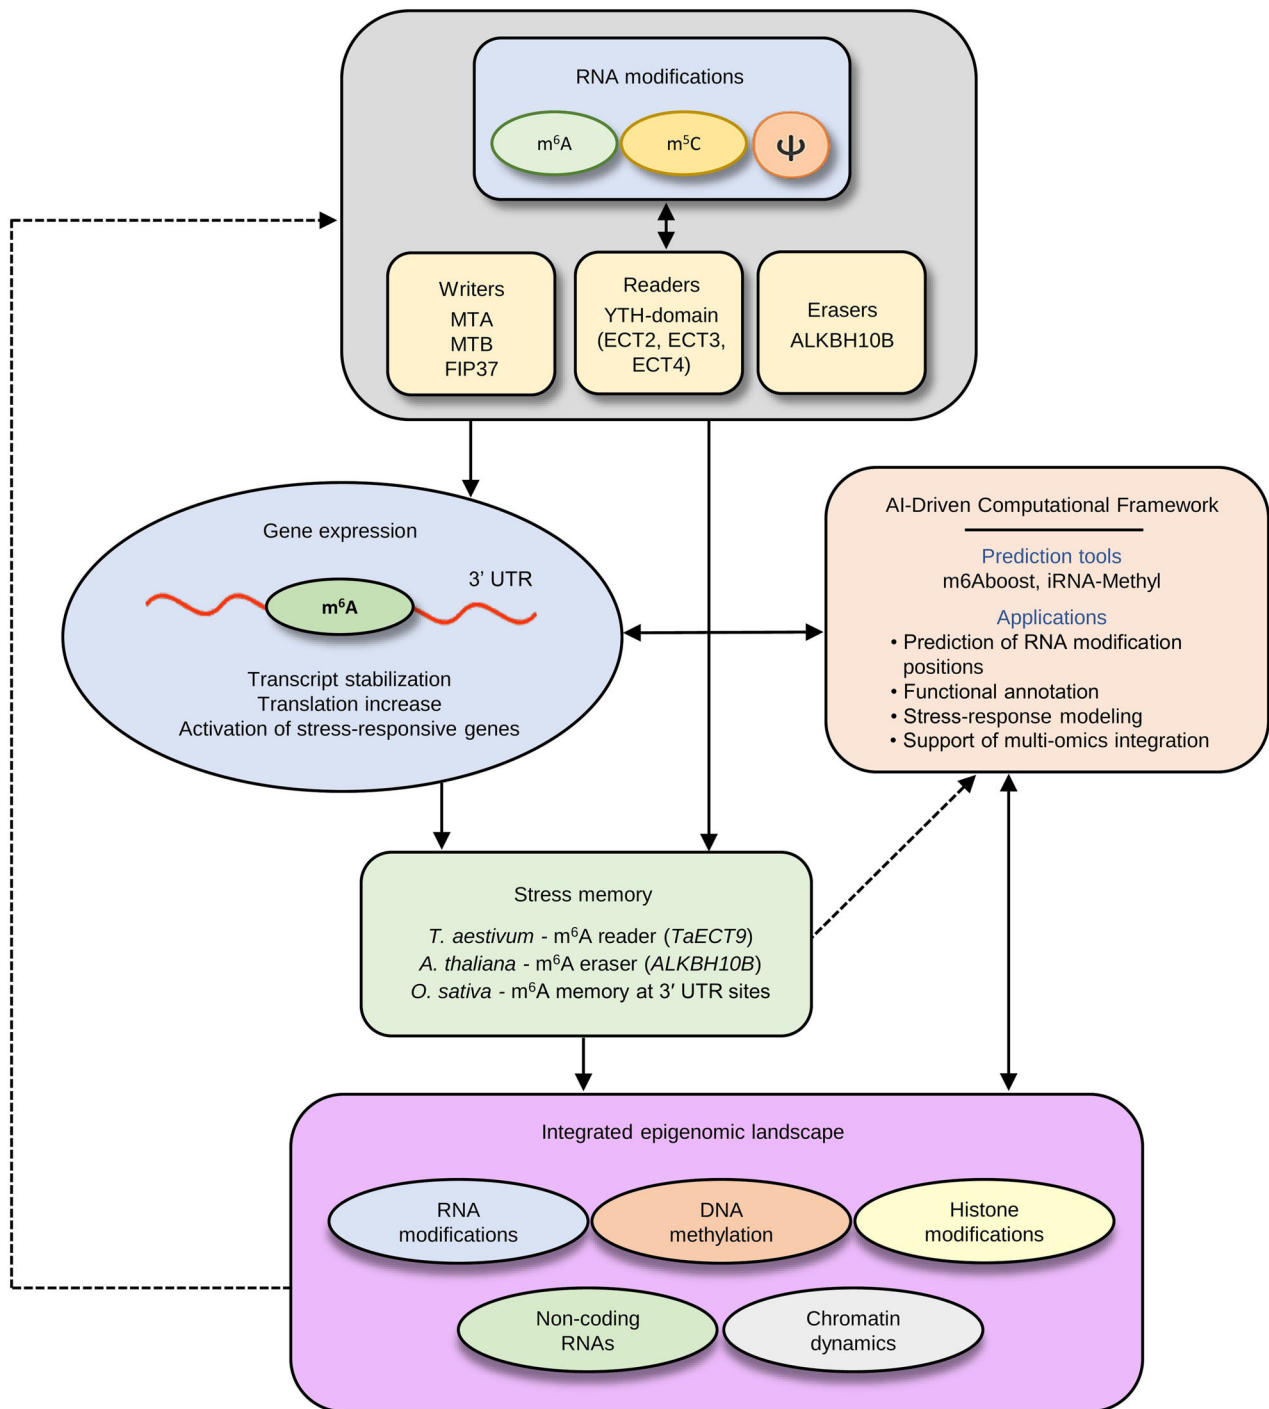 RNA modifications
m⁶A
m⁵C
ψ
Writers
MTA
MTB
FIP37
Readers
YTH-domain
(ECT2, ECT3,
ECT4)
Erasers
ALKBH10B
Gene expression
3’ UTR
m⁶A
Transcript stabilization
Translation increase
Activation of stress-responsive genes
AI-Driven Computational Framework
Prediction tools
m6Aboost, iRNA-Methyl
Applications
• Prediction of RNA modification
positions
• Functional annotation
• Stress-response modeling
• Support of multi-omics integration
Stress memory
T. aestivum - m⁶A reader (TaECT9)
A. thaliana - m⁶A eraser (ALKBH10B)
O. sativa - m⁶A memory at 3′ UTR sites
Integrated epigenomic landscape
RNA
modifications
DNA
methylation
Histone
modifications
Non-coding
RNAs
Chromatin
dynamics